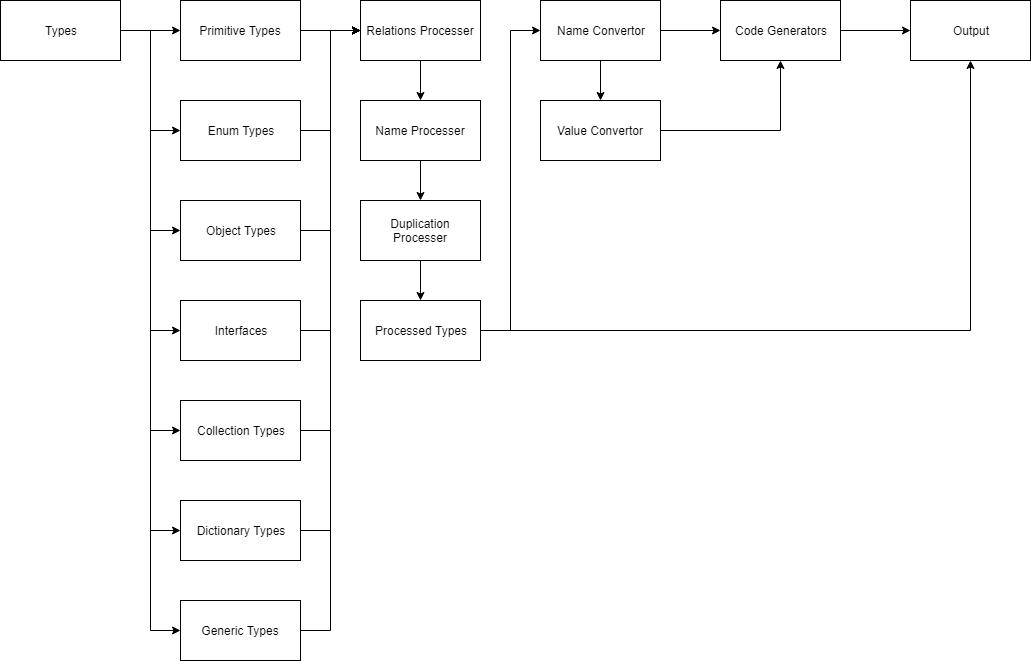 Types
Primitive Types
Relations Processer
Name Convertor
Code Generators
Output
Enum Types
Name Processer
Value Convertor
Object Types
Duplication
Processer
Interfaces
Processed Types
Collection Types
Dictionary Types
Generic Types